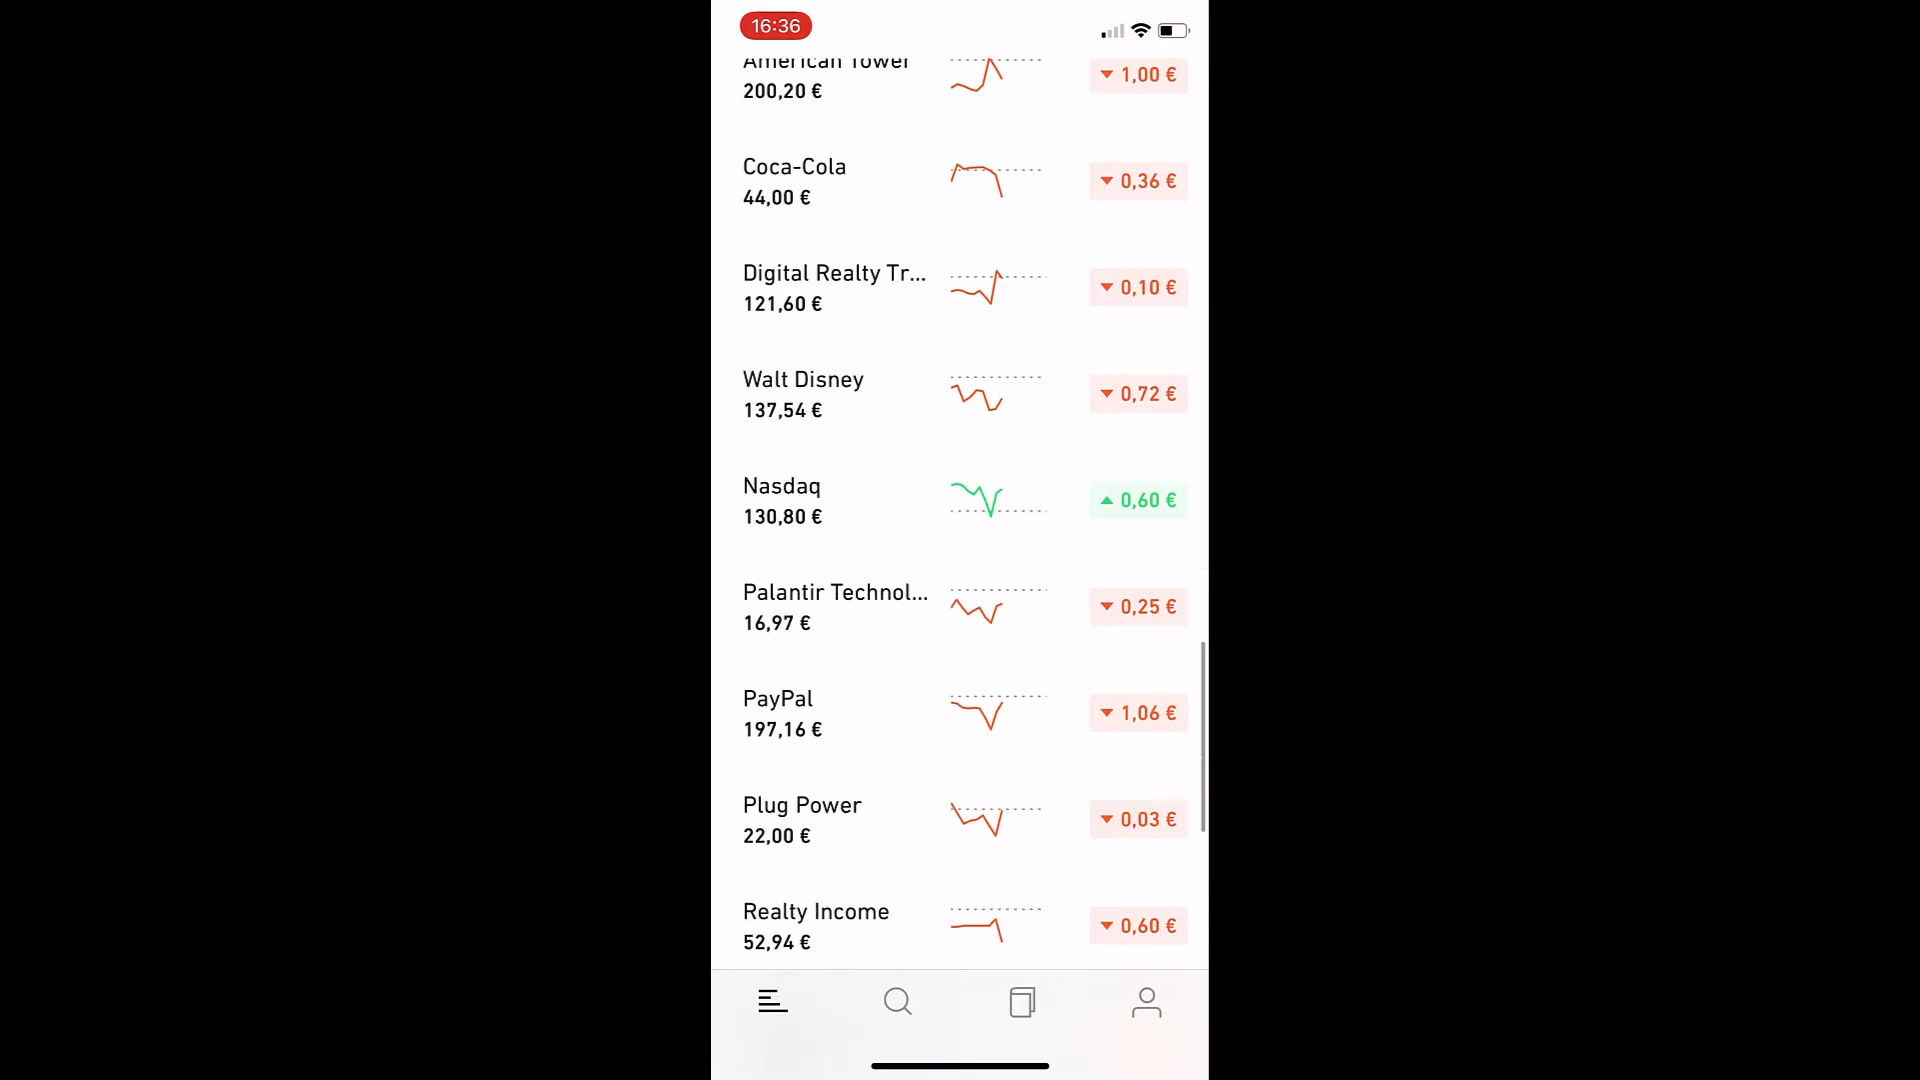 16:36
American Tower
200,20 €
1,00 €
Coca-Cola
44,00 €
0,36 €
Digital Realty Tr...
121,60 €
0,10 €
Walt Disney
137,54 €
0,72 €
Nasdaq
130,80 €
0,60 €
Palantir Technol...
16,97 €
0,25 €
PayPal
197,16 €
1,06 €
Plug Power
22,00 €
0,03 €
Realty Income
52,94 €
0,60 €